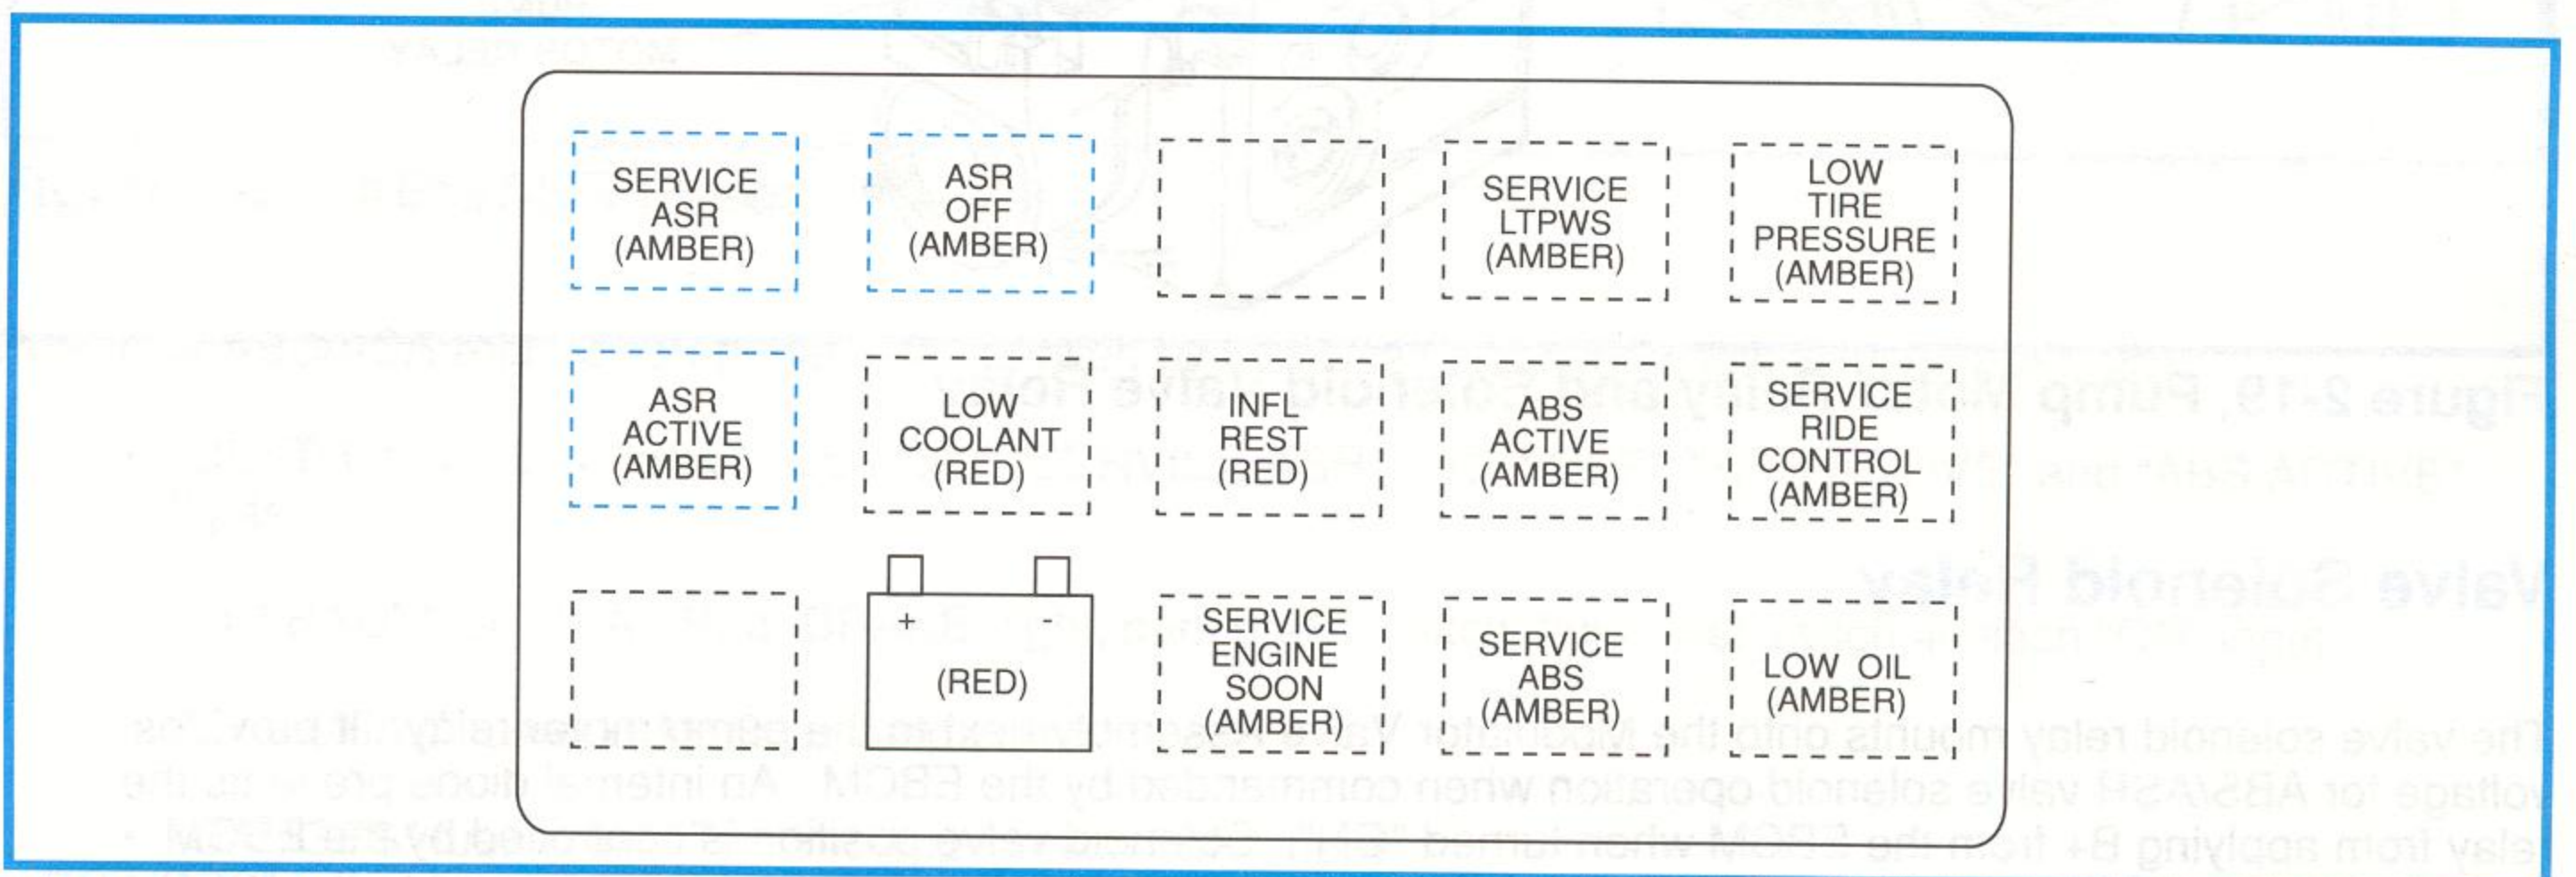 SERVICE
ASR
(AMBER)
ASR
OFF
(AMBER)
SERVICE
LTPWS
(AMBER)
LOW
TIRE
PRESSURE
(AMBER)
ASR
ACTIVE
(AMBER)
LOW
COOLANT
(RED)
INFL
REST
(RED)
ABS
ACTIVE
(AMBER)
SERVICE
RIDE
CONTROL
(AMBER)
+ -
(RED)
SERVICE
ENGINE
SOON
(AMBER)
SERVICE
ABS
(AMBER)
LOW OIL
(AMBER)